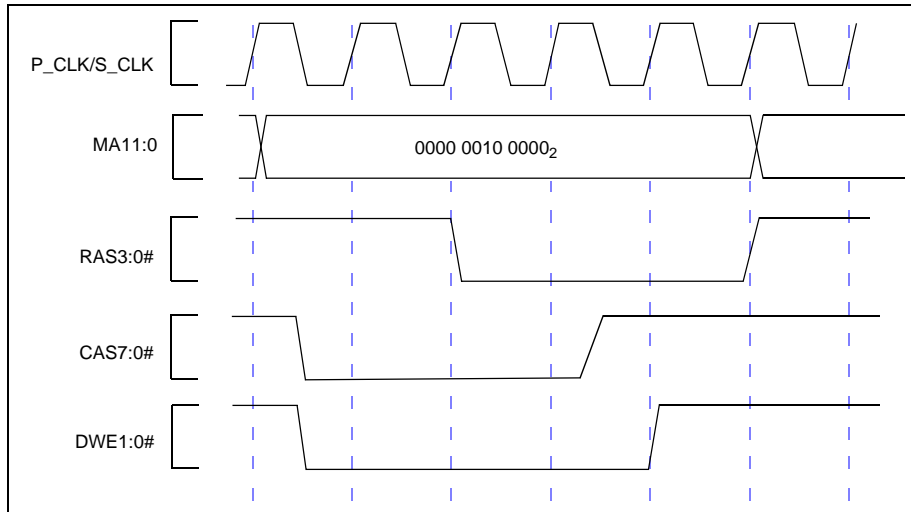 P_CLK/S_CLK
MA11:0
0000 0010 0000₂
RAS3:0#
CAS7:0#
DWE1:0#